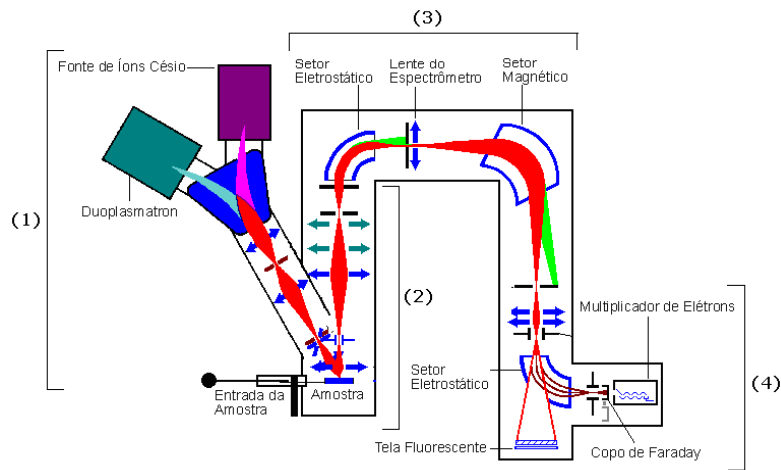 (3)
Fonte de Íons Césio
Setor
Eletrostático
Lente do
Espectrômetro
Setor
Magnético
Duoplasmatron
(1)
(2)
Multiplicador de Elétrons
Setor
Eletrostático
(4)
Entrada da
Amostra
Amostra
Tela Fluorescente
Copo de Faraday